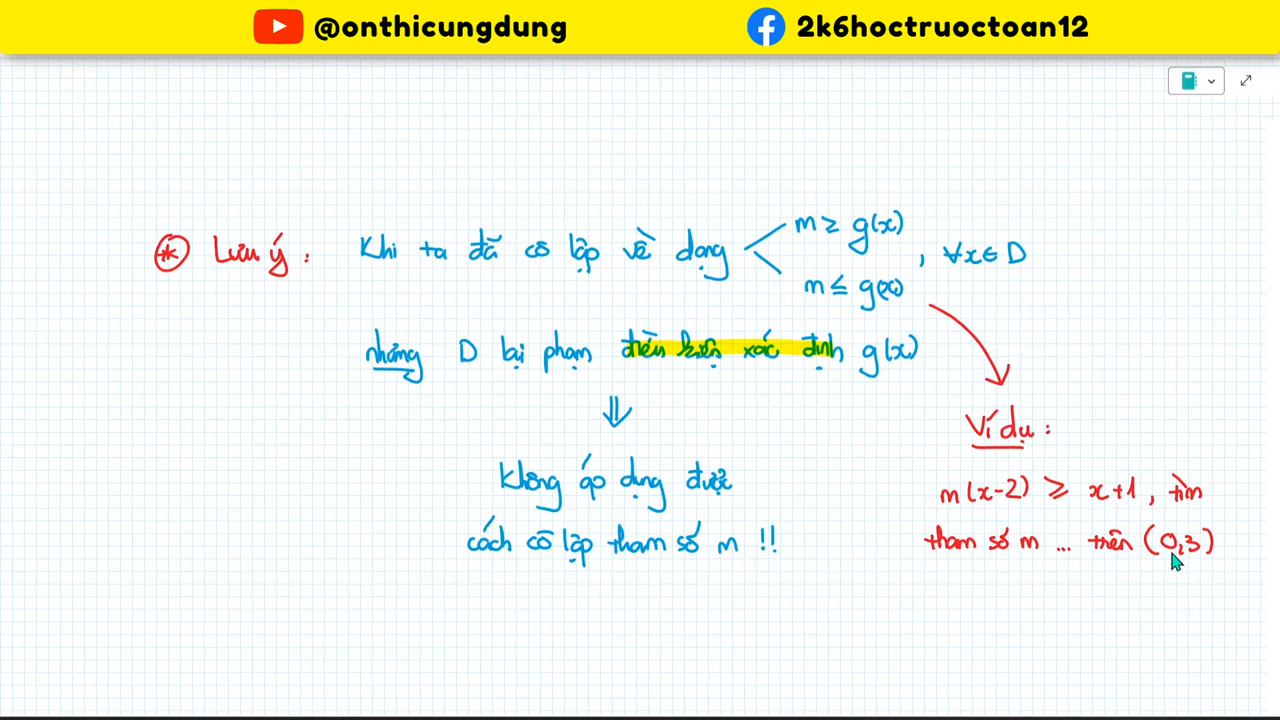 @onthicungdung
2k6hoctruoctoan12
* Lưu ý : Khi ta đã cô lập về dạng m ≥ g(x)
m ≤ g(x) , ∀x ∈ D
nhưng D bị phạm điều kiện xác định g(x)
⇓
Không áp dụng được
cách cô lập tham số m !!
Ví dụ :
m(x-2) ≥ x+1 , tìm
tham số m ... trên (0,3)